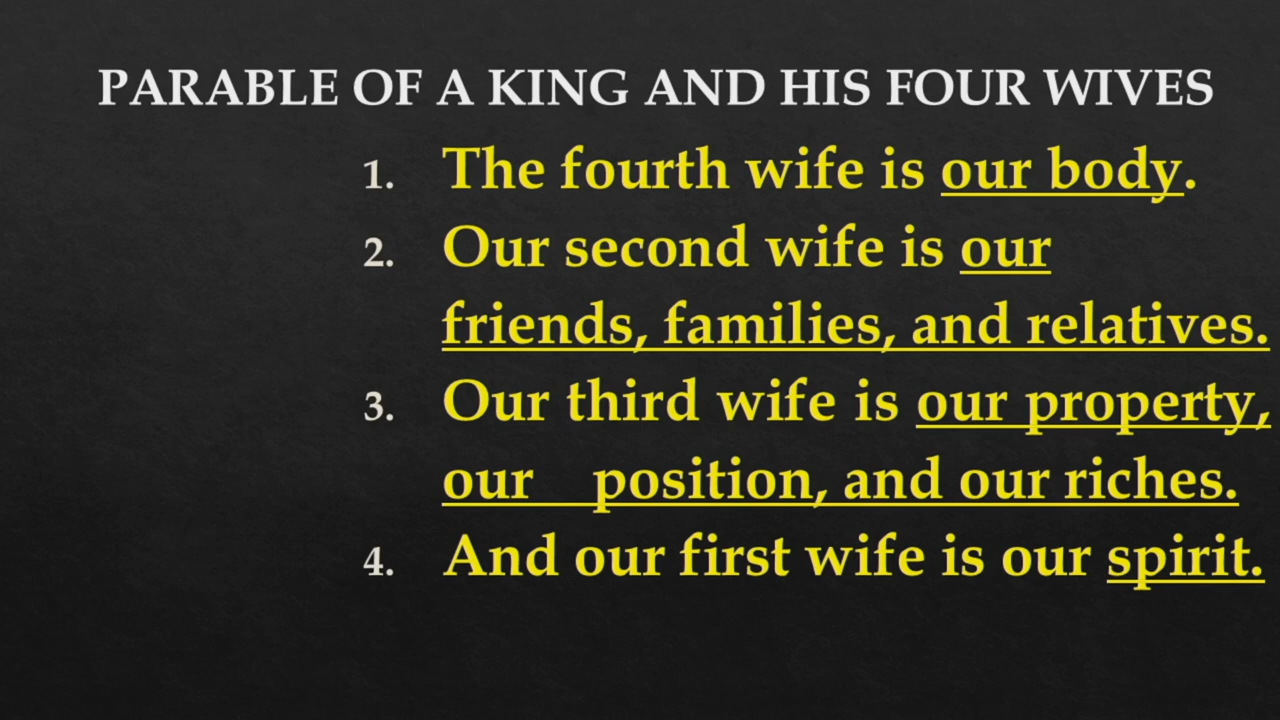 PARABLE OF A KING AND HIS FOUR WIVES
1. The fourth wife is our body.
2. Our second wife is our
friends, families, and relatives.
3. Our third wife is our property,
our position, and our riches.
4. And our first wife is our spirit.